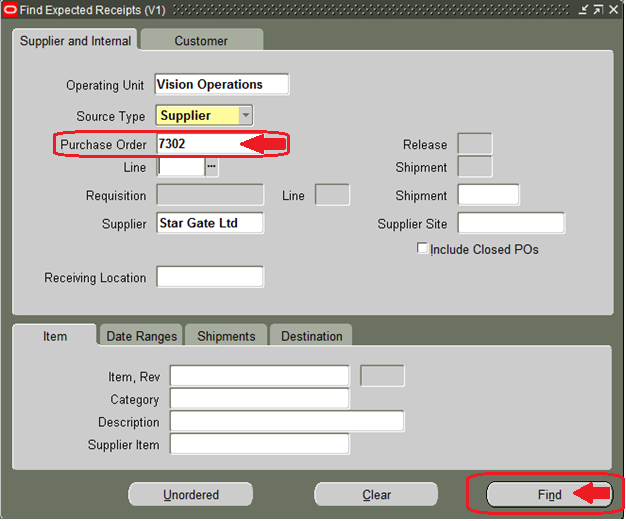 Find Expected Receipts (V1)
Supplier and Internal Customer
Operating Unit Vision Operations
Source Type Supplier
Purchase Order 7302 Release
Line ... Shipment
Requisition Line Shipment
Supplier Star Gate Ltd Supplier Site
Include Closed POs
Receiving Location
Item Date Ranges Shipments Destination
Item, Rev
Category
Description
Supplier Item
Unordered Clear Find